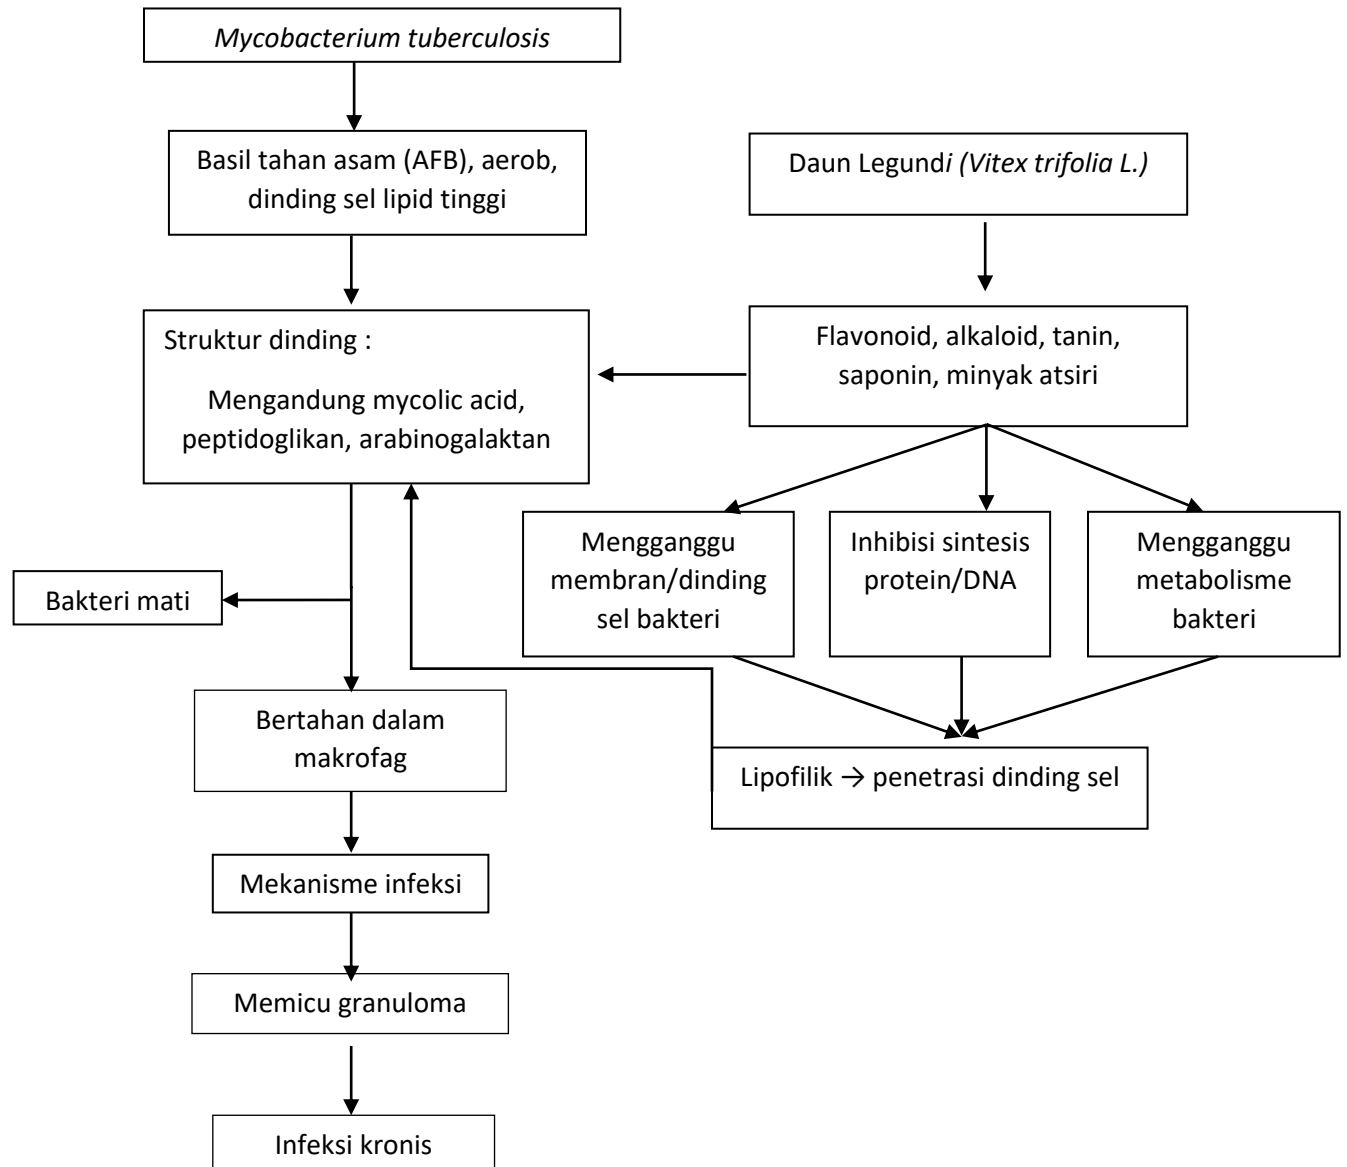 Mycobacterium tuberculosis
Basil tahan asam (AFB), aerob,
dinding sel lipid tinggi
Daun Legundi (Vitex trifolia L.)
Struktur dinding :
Mengandung mycolic acid,
peptidoglikan, arabinogalaktan
Flavonoid, alkaloid, tanin,
saponin, minyak atsiri
Mengganggu
membran/dinding
sel bakteri
Inhibisi sintesis
protein/DNA
Mengganggu
metabolisme
bakteri
Bakteri mati
Bertahan dalam
makrofag
Lipofilik → penetrasi dinding sel
Mekanisme infeksi
Memicu granuloma
Infeksi kronis